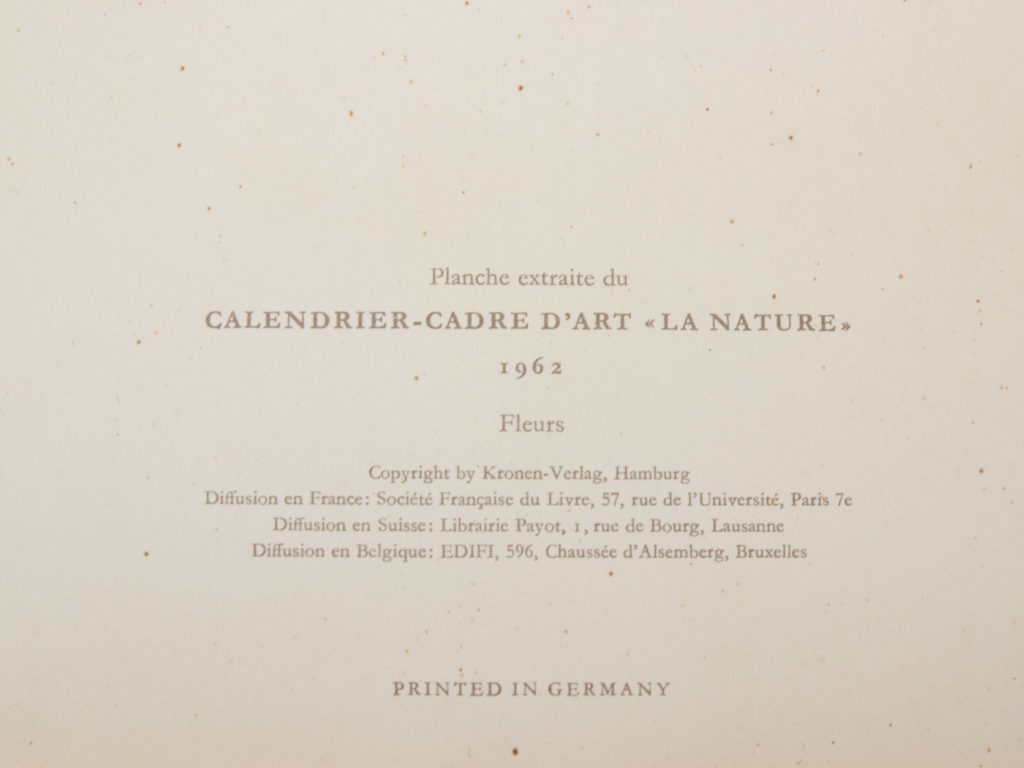 Planche extraite du
CALENDRIER-CADRE D’ART «LA NATURE»
1962
Fleurs
Copyright by Kronen-Verlag, Hamburg
Diffusion en France: Société Française du Livre, 57, rue de l’Université, Paris 7e
Diffusion en Suisse: Librairie Payot, 1, rue de Bourg, Lausanne
Diffusion en Belgique: EDIFI, 596, Chaussée d’Alsemberg, Bruxelles
PRINTED IN GERMANY